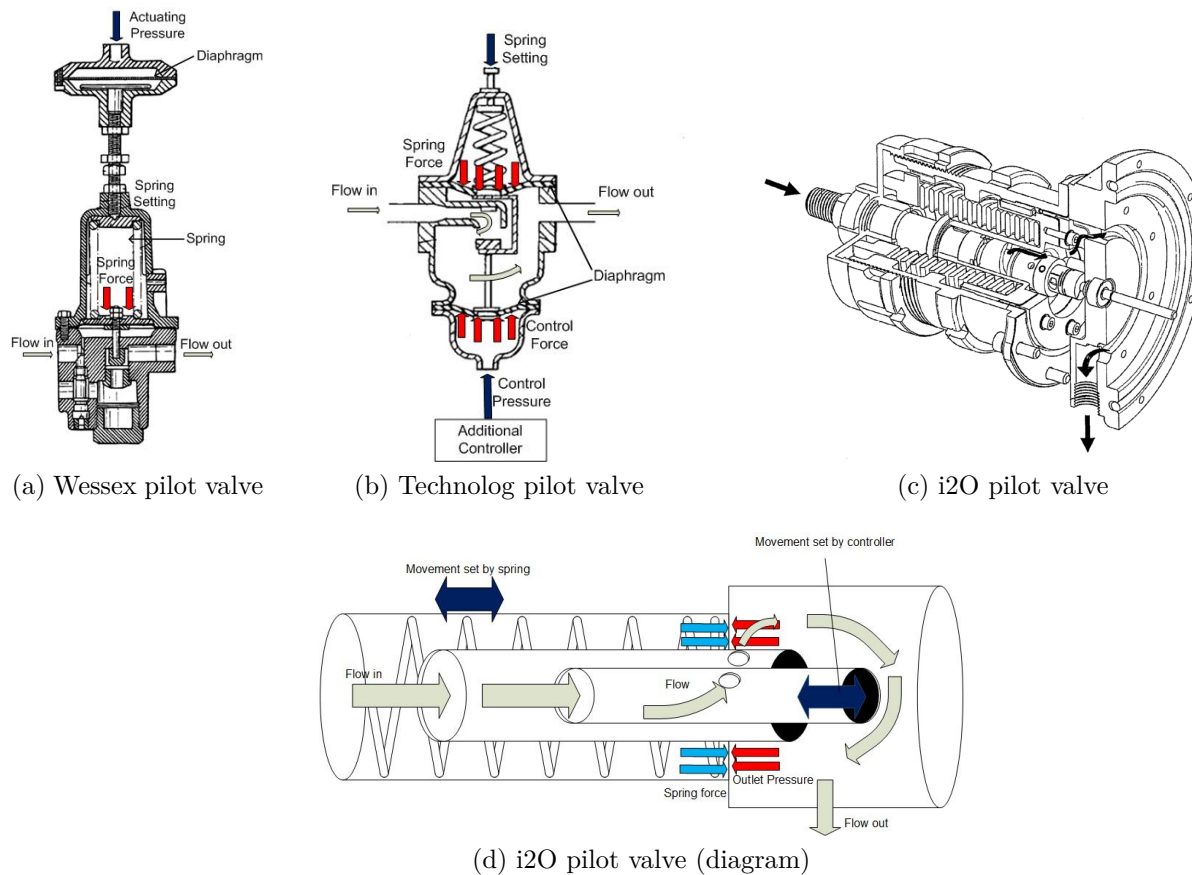 Actuating
Pressure
Diaphragm
Spring
Setting
Spring
Spring
Force
Flow in
Flow out
(a) Wessex pilot valve
Spring
Setting
Spring
Force
Flow in
Flow out
Diaphragm
Control
Force
Control
Pressure
Additional
Controller
(b) Technolog pilot valve
(c) i2O pilot valve
Movement set by controller
Movement set by spring
Flow in
Flow
Outlet Pressure
Spring force
Flow out
(d) i2O pilot valve (diagram)